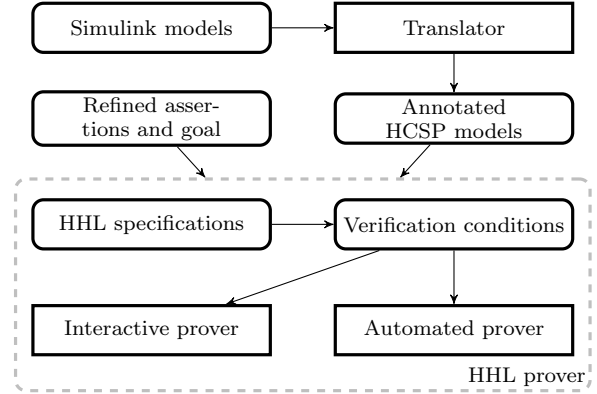 Simulink models
Translator
Refined asser-
tions and goal
Annotated
HCSP models
HHL specifications
Verification conditions
Interactive prover
Automated prover
HHL prover